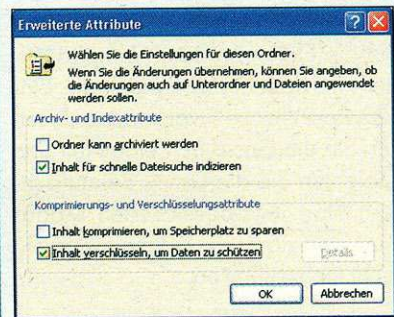 Erweiterte Attribute
Wählen Sie die Einstellungen für diesen Ordner.
Wenn Sie die Änderungen übernehmen, können Sie angeben, ob
die Änderungen auch auf Unterordner und Dateien angewendet
werden sollen.
Archiv- und Indexattribute
Ordner kann archiviert werden
Inhalt für schnelle Dateisuche indizieren
Komprimierungs- und Verschlüsselungsattribute
Inhalt komprimieren, um Speicherplatz zu sparen
Inhalt verschlüsseln, um Daten zu schützen
Details
OK Abbrechen